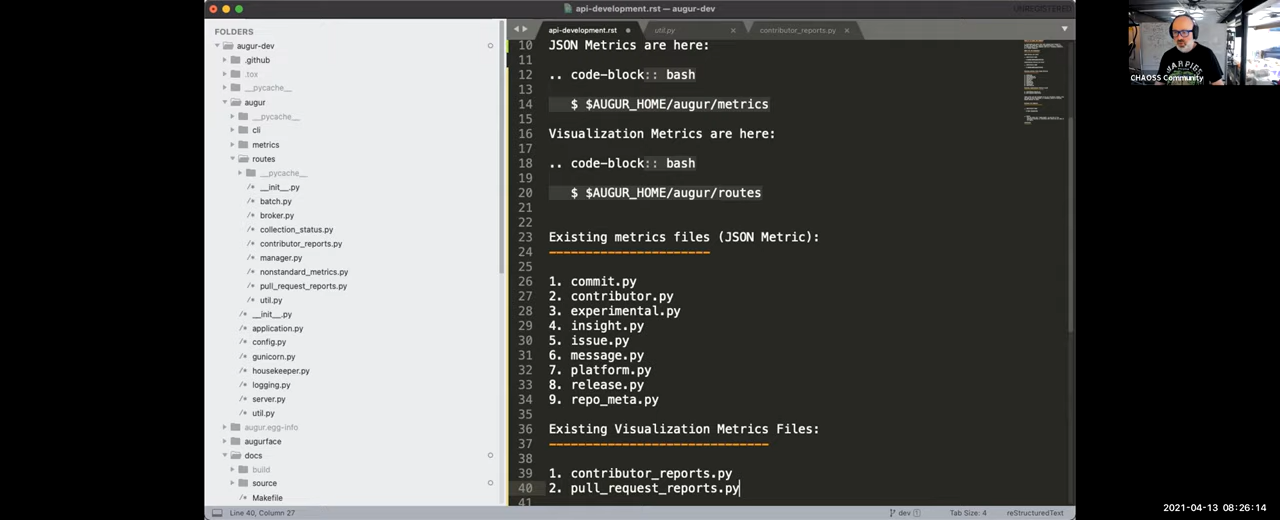 api-development.rst — augur-dev
UNREGISTERED
FOLDERS
augur-dev
.github
.tox
__pycache__
augur
__pycache__
cli
metrics
routes
__pycache__
__init__.py
batch.py
broker.py
collection_status.py
contributor_reports.py
manager.py
nonstandard_metrics.py
pull_request_reports.py
util.py
__init__.py
application.py
config.py
gunicorn.py
housekeeper.py
logging.py
server.py
util.py
augur.egg-info
augurface
docs
build
source
Makefile
api-development.rst
util.py
contributor_reports.py
10 JSON Metrics are here:
11
12 .. code-block:: bash
13
14 $ $AUGUR_HOME/augur/metrics
15
16 Visualization Metrics are here:
17
18 .. code-block:: bash
19
20 $ $AUGUR_HOME/augur/routes
21
22
23 Existing metrics files (JSON Metric):
24 ----------------------
25
26 1. commit.py
27 2. contributor.py
28 3. experimental.py
29 4. insight.py
30 5. issue.py
31 6. message.py
32 7. platform.py
33 8. release.py
34 9. repo_meta.py
35
36 Existing Visualization Metrics Files:
37 ------------------------------
38
39 1. contributor_reports.py
40 2. pull_request_reports.py
41
Line 40, Column 27
dev 1
Tab Size: 4
reStructuredText
CHAOSS Community
2021-04-13 08:26:14